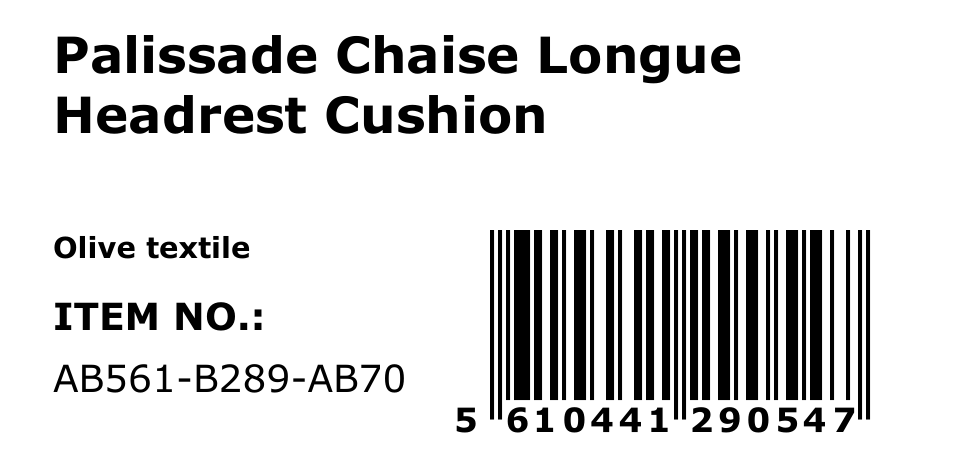 Palissade Chaise Longue
Headrest Cushion
Olive textile
ITEM NO.:
AB561-B289-AB70
5 610441 290547